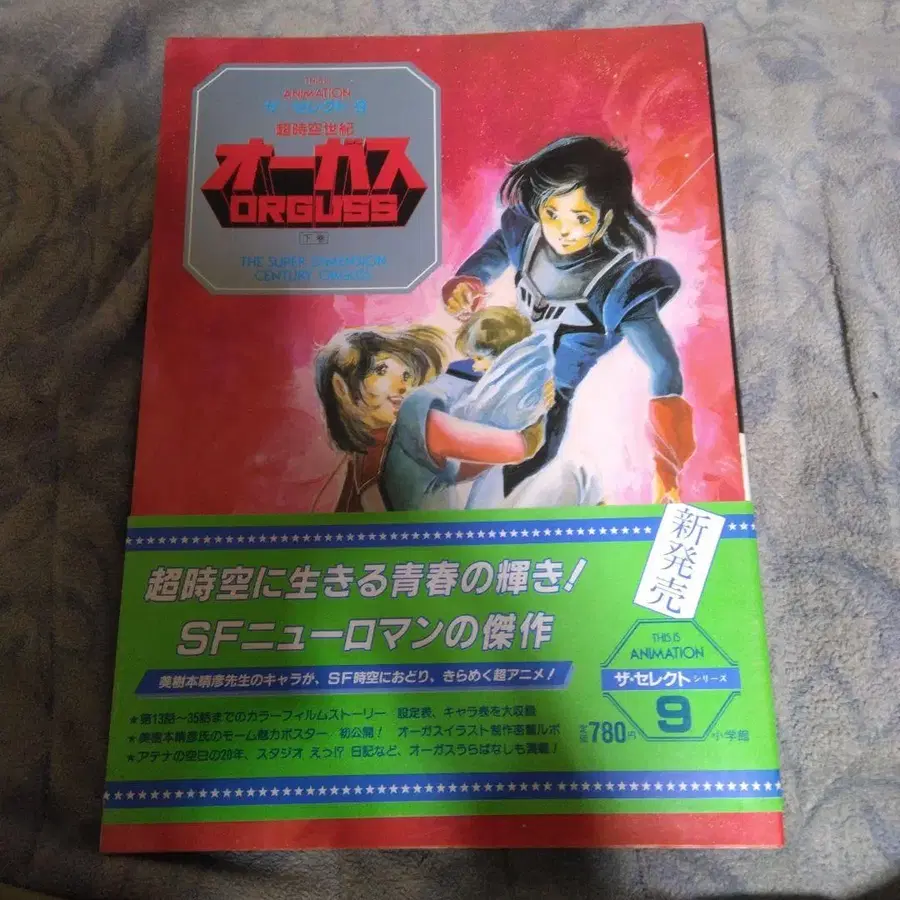 THIS IS
ANIMATION
ザ・セレクト 9
超時空世紀
オーガス
ORGUSS
下巻
THE SUPER DIMENSION
CENTURY ORGUSS
新発売
超時空に生きる青春の輝き!
SFニューロマンの傑作
美樹本晴彦先生のキャラが、SF時空におどり、きらめく超アニメ!
★第13話〜35話までのカラーフィルムストーリー 設定表、キャラ表を大収録
★美樹本晴彦氏のモーム魅力ポスター 初公開! オーガスイラスト製作密着ルポ
★アテナの空白の20年、スタジオ えっ!? 日記など、オーガスうらばなしも満載!
THIS IS
ANIMATION
ザ・セレクトシリーズ
9
定価780円
小学館